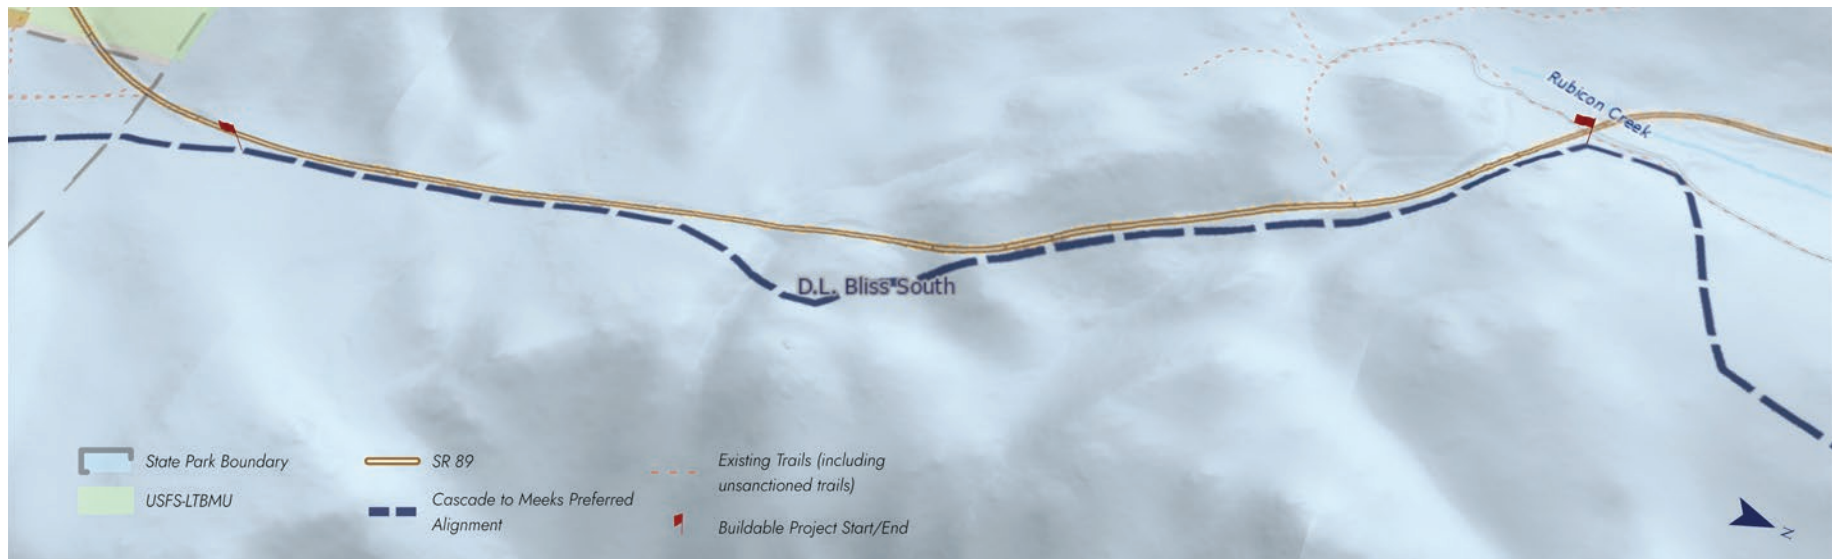 Rubicon Creek
D.L. Bliss South
State Park Boundary
USFS-LTBMU
SR 89
Cascade to Meeks Preferred
Alignment
Existing Trails (including
unsanctioned trails)
Buildable Project Start/End
N